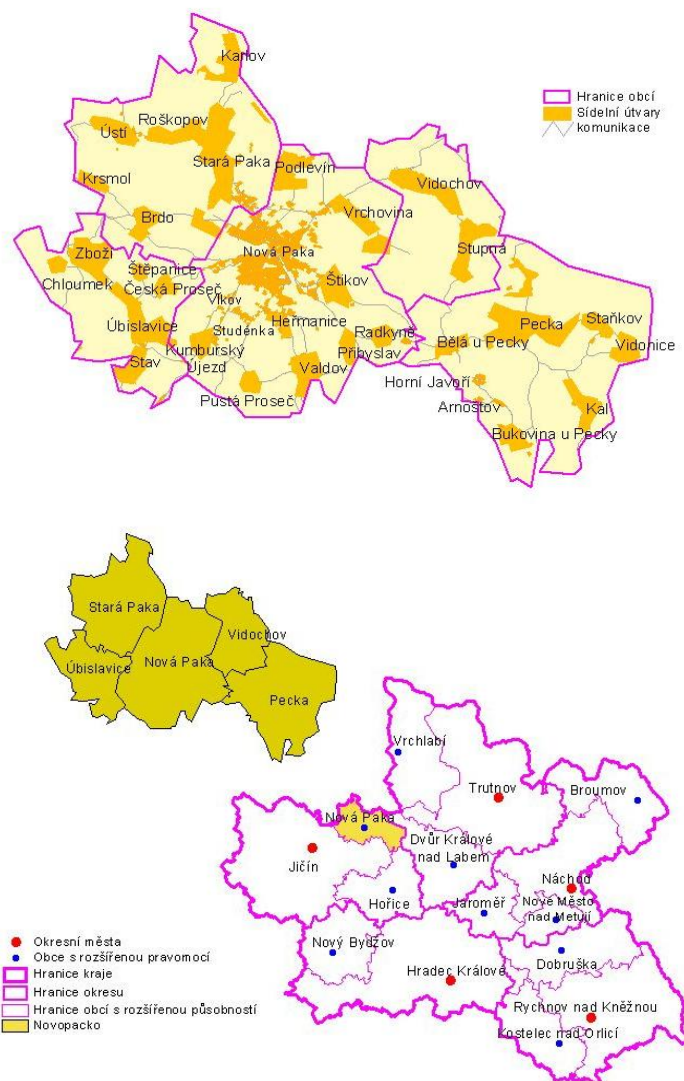 Karlov
Hranice obcí
Sídelní útvary
komunikace
Roškopov
Ústí
Stará Paka
Podlevín
Krsmol
Vidochov
Vrchovina
Brdo
Zboží
Nová Paka
Stupná
Štěpanice
Chloumek
Česká Proseč
Štikov
Vlkov
Heřmanice
Úbislavice
Studénka
Radkyně
Pecka
Staňkov
Kumburský
Újezd
Přibyslav
Bělá u Pecky
Vidonice
Stav
Valdov
Horní Javoří
Pustá Proseč
Arnoštov
Kal
Bukovina u Pecky
Stará Paka
Vidochov
Úbislavice
Nová Paka
Pecka
Vrchlabí
Trutnov
Broumov
Nová Paka
Dvůr Králové
nad Labem
Jičín
Náchod
Hořice
Jaroměř
Nové Město
nad Metují
Nový Bydžov
Dobruška
Hradec Králové
Rychnov nad Kněžnou
Kostelec nad Orlicí
Okresní města
Obce s rozšířenou pravomocí
Hranice kraje
Hranice okresu
Hranice obcí s rozšířenou působností
Novopacko